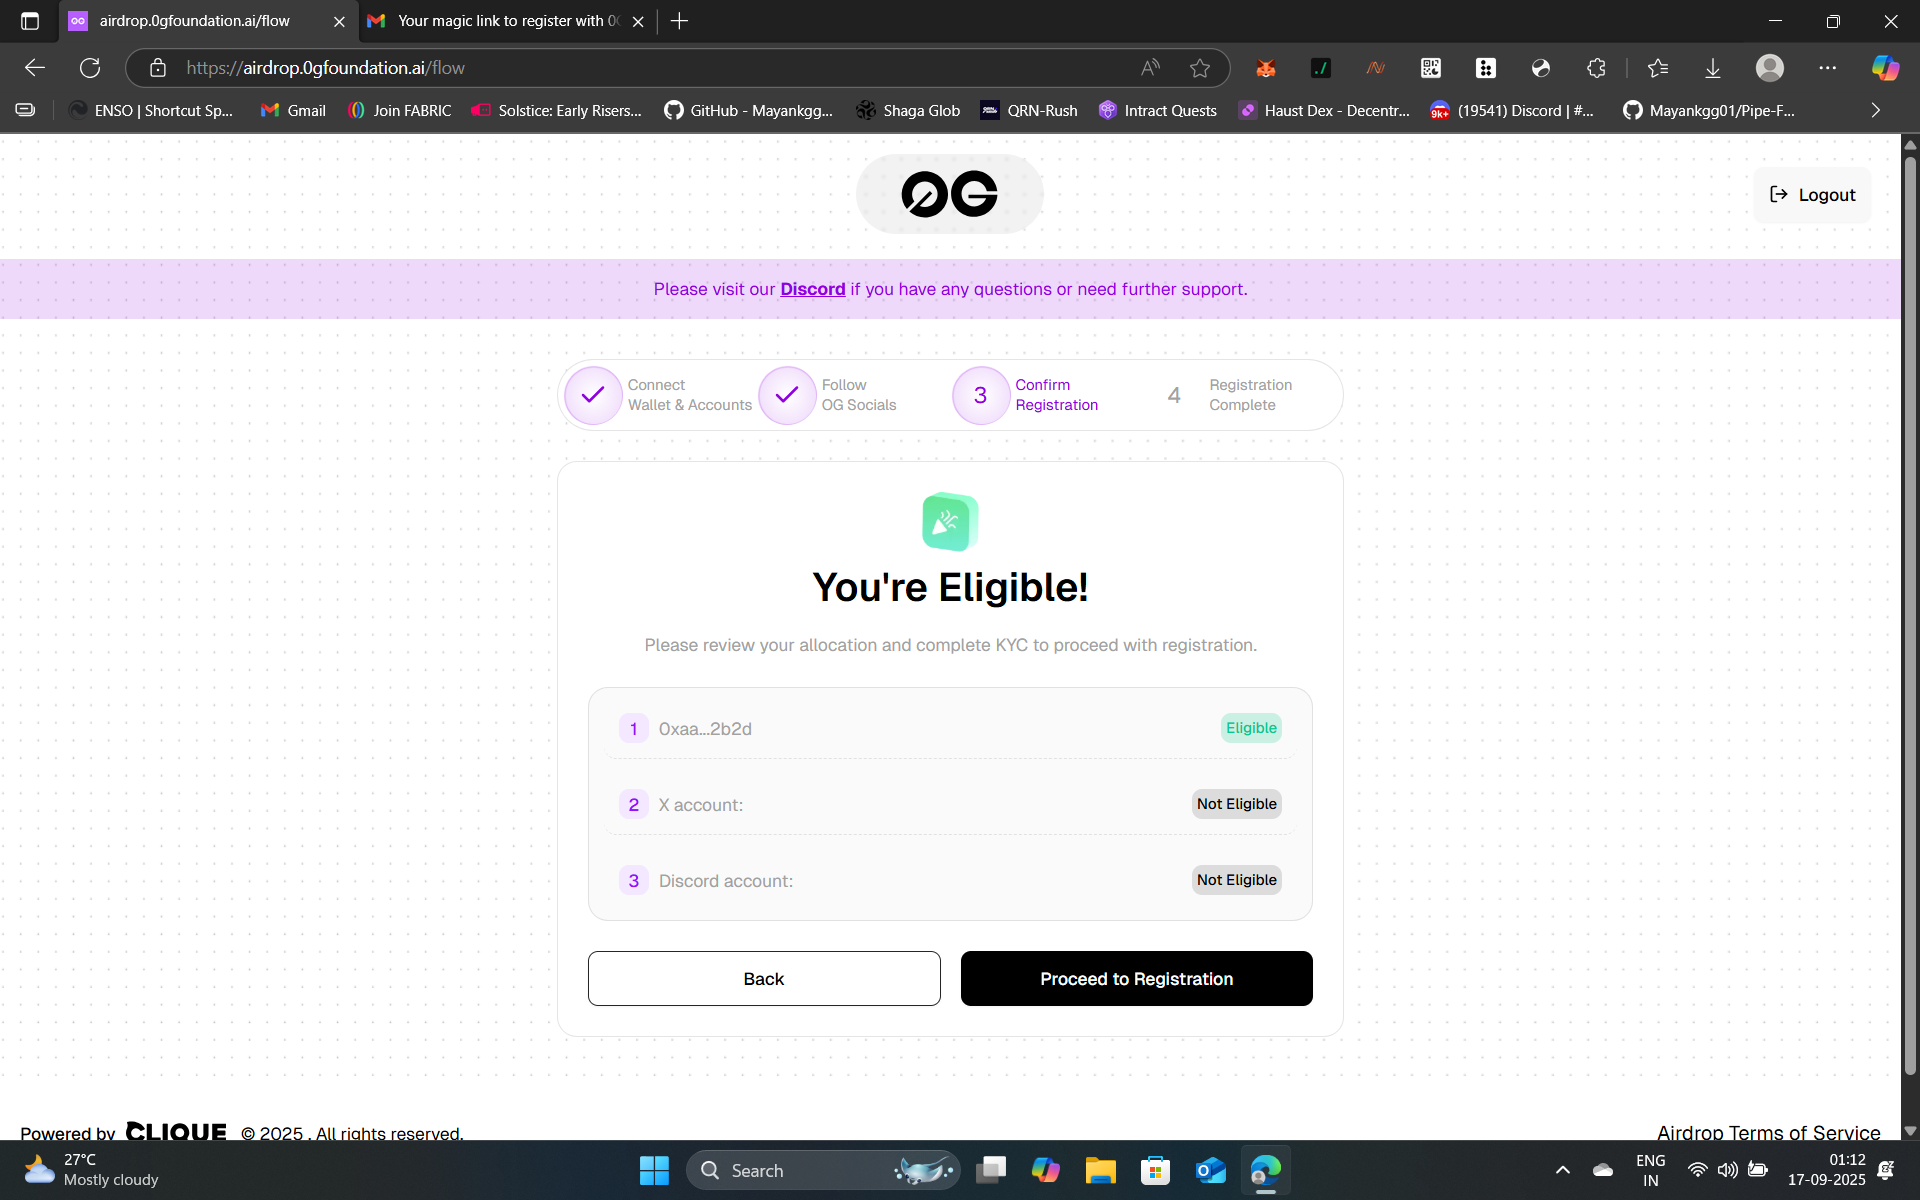 airdrop.0gfoundation.ai/flow
Your magic link to register with 0G
https://airdrop.0gfoundation.ai/flow
ENSO | Shortcut Sp...
Gmail
Join FABRIC
Solstice: Early Risers...
GitHub - Mayankgg...
Shaga Glob
QRN-Rush
Intract Quests
Haust Dex - Decentr...
9k+
(19541) Discord | #...
Mayankgg01/Pipe-F...
0G
Logout
Please visit our Discord if you have any questions or need further support.
Connect
Wallet & Accounts
Follow
OG Socials
3
Confirm
Registration
4
Registration
Complete
You're Eligible!
Please review your allocation and complete KYC to proceed with registration.
1 0xaa...2b2d Eligible
2 X account: Not Eligible
3 Discord account: Not Eligible
Back
Proceed to Registration
Powered by CLIQUE © 2025 . All rights reserved.
Airdrop Terms of Service
27°C
Mostly cloudy
Search
ENG
IN
01:12
17-09-2025